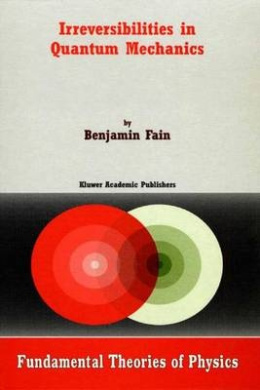 Irreversibilities in
Quantum Mechanics
by
Benjamin Fain
Kluwer Academic Publishers
Fundamental Theories of Physics